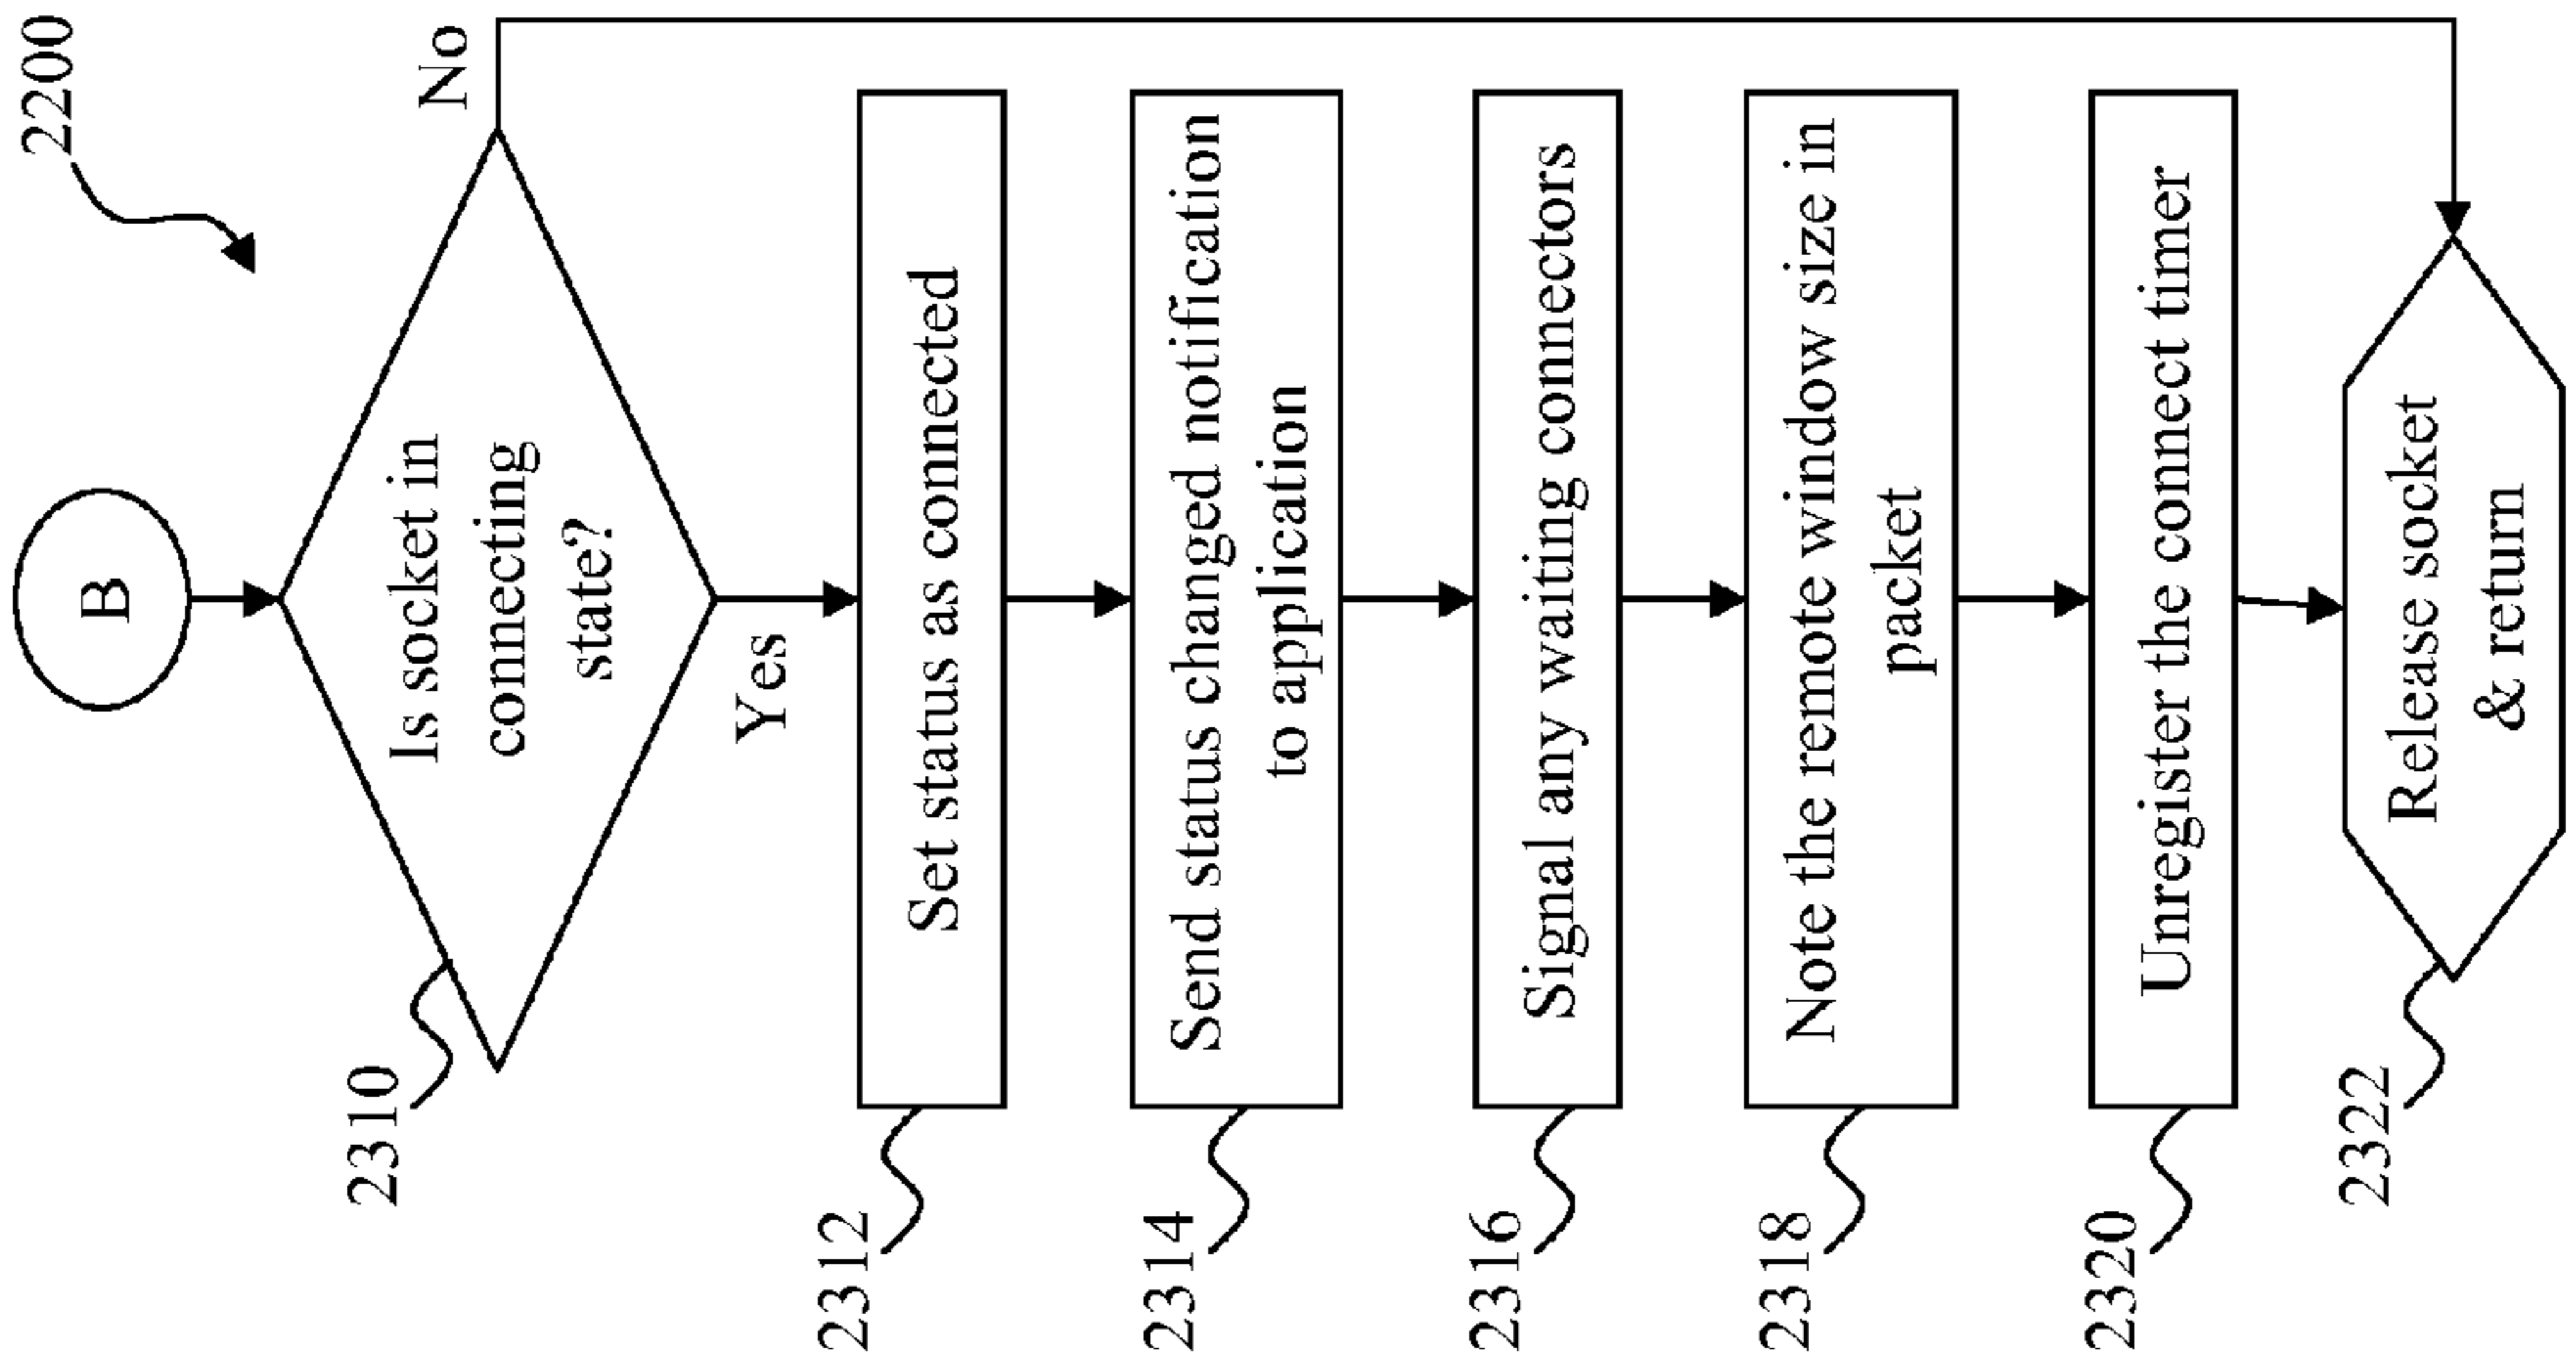 2200
B
No
2310
Is socket in
connecting
state?
Yes
2312
Set status as connected
2314
Send status changed notification
to application
2316
Signal any waiting connectors
2318
Note the remote window size in
packet
2320
Unregister the connect timer
2322
Release socket
& return